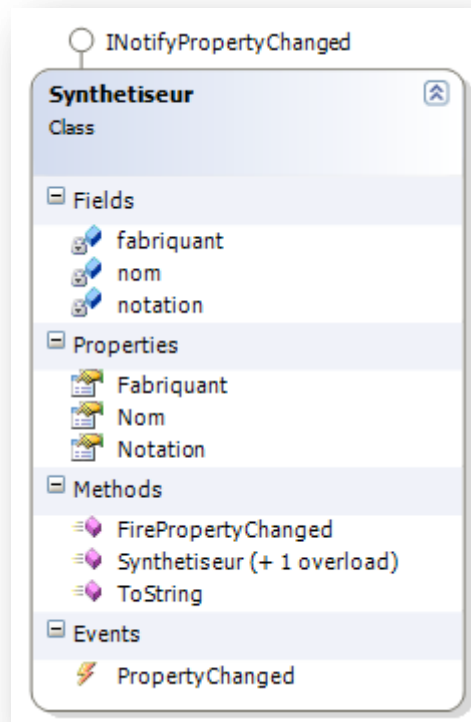 INotifyPropertyChanged
Synthetiseur
Class
Fields
fabriquant
nom
notation
Properties
Fabriquant
Nom
Notation
Methods
FirePropertyChanged
Synthetiseur (+ 1 overload)
ToString
Events
PropertyChanged